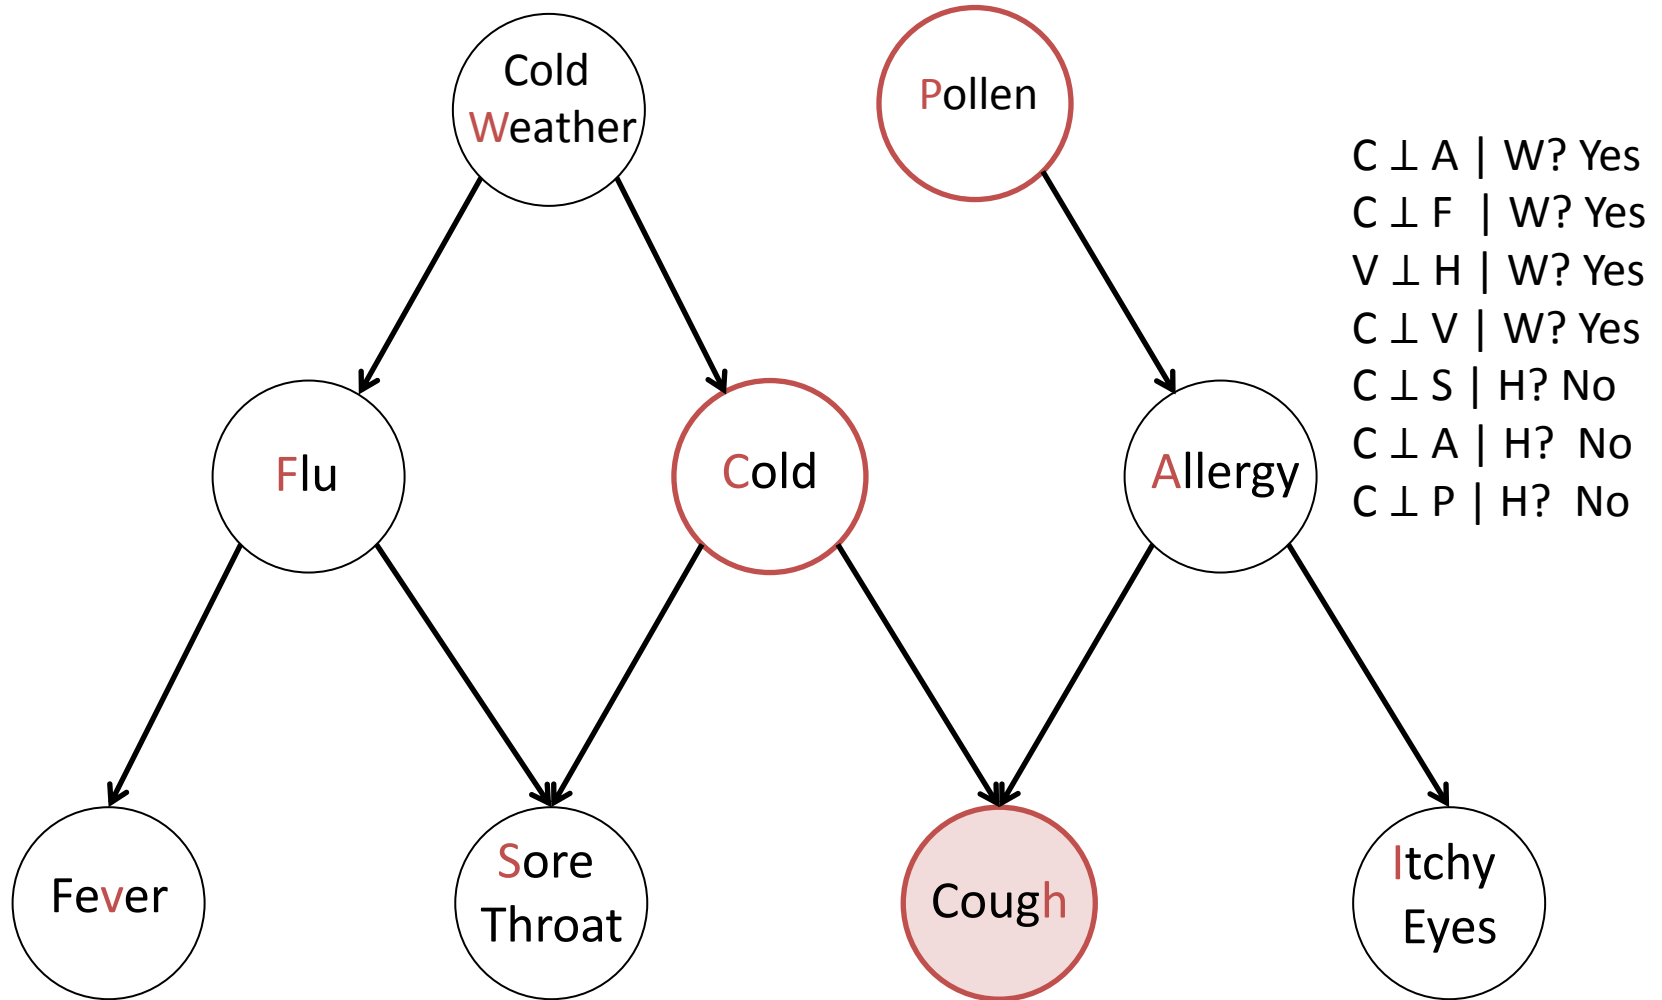 Cold
Weather
Pollen
C ⊥ A | W? Yes
C ⊥ F | W? Yes
V ⊥ H | W? Yes
C ⊥ V | W? Yes
C ⊥ S | H? No
C ⊥ A | H? No
C ⊥ P | H? No
Flu
Cold
Allergy
Fever
Sore
Throat
Cough
Itchy
Eyes